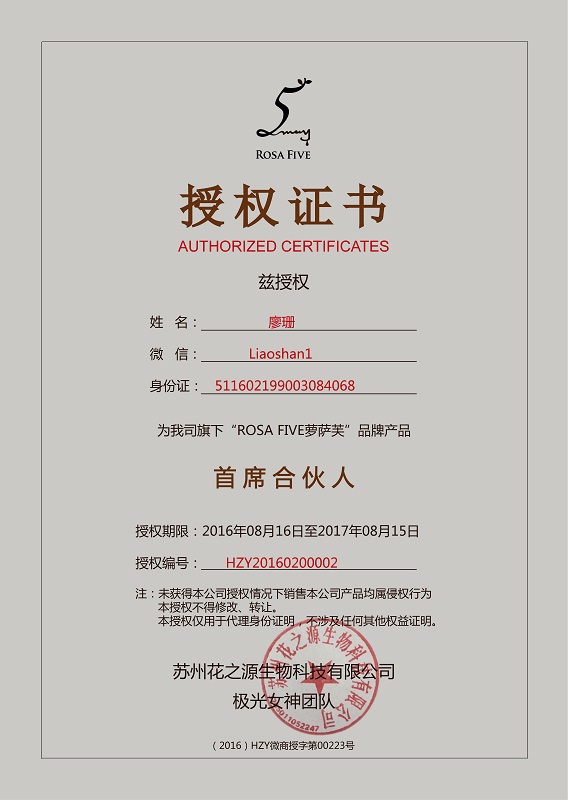 5
may
ROSA FIVE
授权证书
AUTHORIZED CERTIFICATES
兹授权
姓 名：廖珊
微 信：Liaoshan1
身份证：511602199003084068
为我司旗下“ROSA FIVE萝萨芙”品牌产品
首席合伙人
授权期限：2016年08月16日至2017年08月15日
授权编号：HZY20160200002
注：未获得本公司授权情况下销售本公司产品均属侵权行为
本授权不得修改、转让。
本授权仅用于代理身份证明，不涉及任何其他权益证明。
苏州花之源生物科技有限公司
极光女神团队
苏州花之源生物科技有限公司
（2016）HZY微商授字第00223号